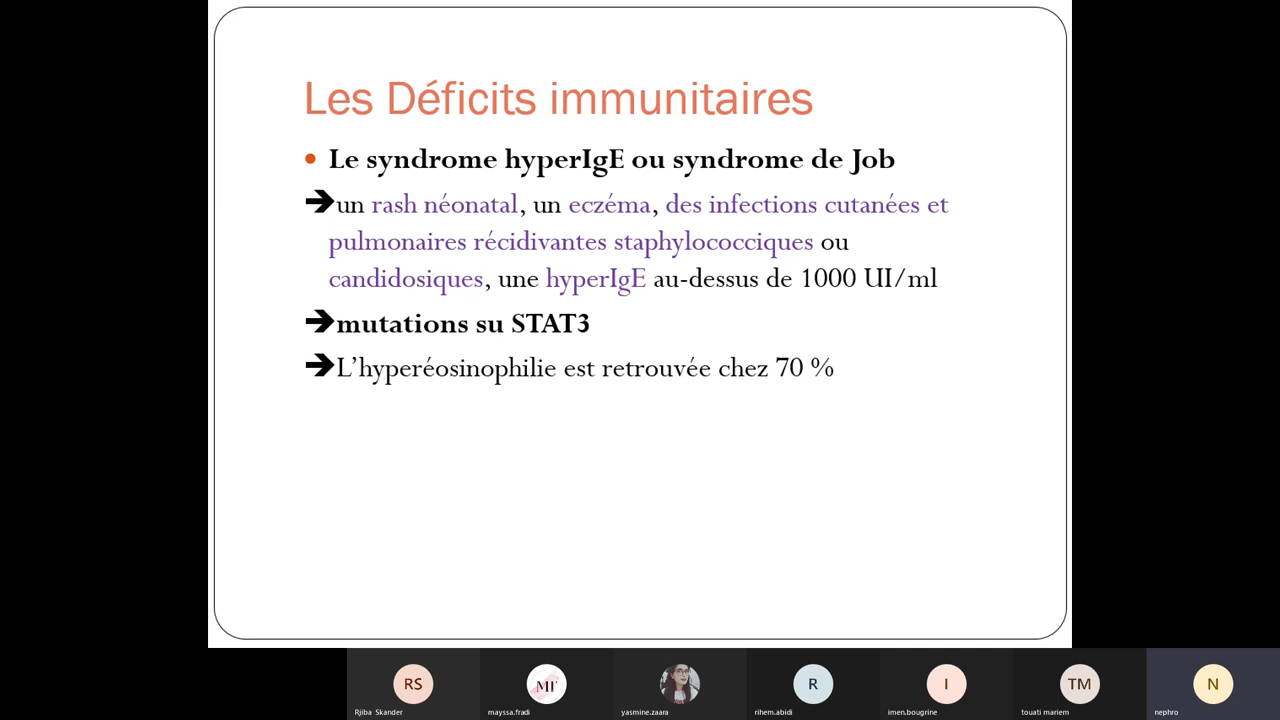 Les Déficits immunitaires
• Le syndrome hyperIgE ou syndrome de Job
➔un rash néonatal, un eczéma, des infections cutanées et
pulmonaires récidivantes staphylococciques ou
candidosiques, une hyperIgE au-dessus de 1000 UI/ml
➔mutations su STAT3
➔L’hyperéosinophilie est retrouvée chez 70 %
RS
MF
R
I
TM
N
Rjiba Skander
mayssa.fradi
yasmine.zaara
rihem.abidi
imen.bougrine
touati mariem
nephro